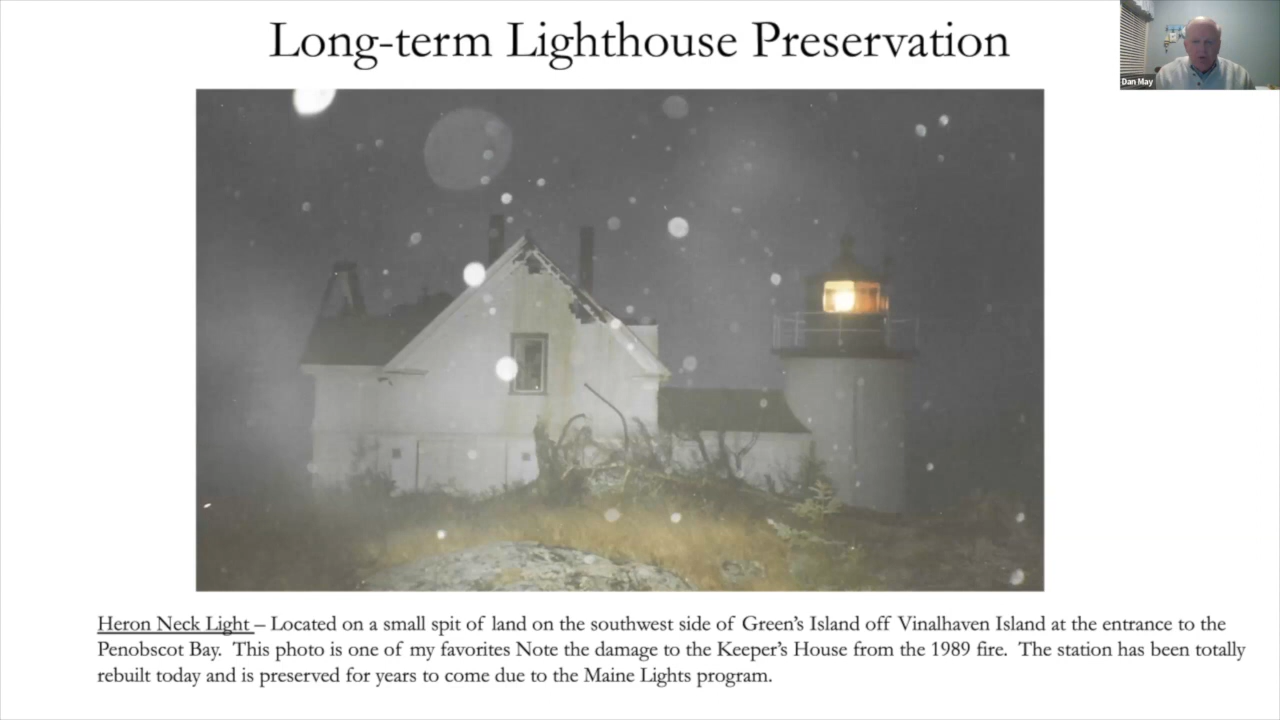 Long-term Lighthouse Preservation
Dan May
Heron Neck Light – Located on a small spit of land on the southwest side of Green's Island off Vinalhaven Island at the entrance to the
Penobscot Bay.  This photo is one of my favorites Note the damage to the Keeper's House from the 1989 fire.  The station has been totally
rebuilt today and is preserved for years to come due to the Maine Lights program.